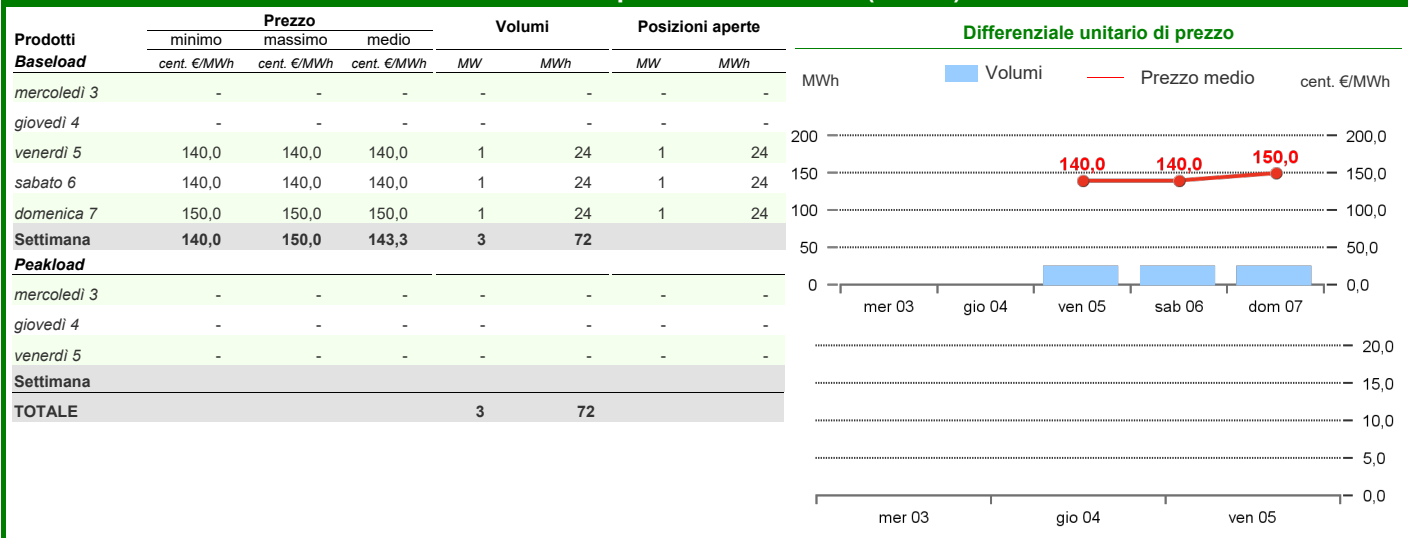 Prezzo
Volumi
Posizioni aperte
Prodotti
minimo massimo medio
Baseload cent. €/MWh cent. €/MWh cent. €/MWh MW MWh MW MWh
mercoledì 3 - - - - - - -
giovedì 4 - - - - - - -
venerdì 5 140,0 140,0 140,0 1 24 1 24
sabato 6 140,0 140,0 140,0 1 24 1 24
domenica 7 150,0 150,0 150,0 1 24 1 24
Settimana 140,0 150,0 143,3 3 72
Peakload
mercoledì 3 - - - - - - -
giovedì 4 - - - - - - -
venerdì 5 - - - - - - -
Settimana
TOTALE 3 72
Differenziale unitario di prezzo
MWh Volumi Prezzo medio cent. €/MWh
200 200,0
140,0 140,0 150,0
150 150,0
100 100,0
50 50,0
0 0,0
mer 03 gio 04 ven 05 sab 06 dom 07
20,0
15,0
10,0
5,0
0,0
mer 03 gio 04 ven 05